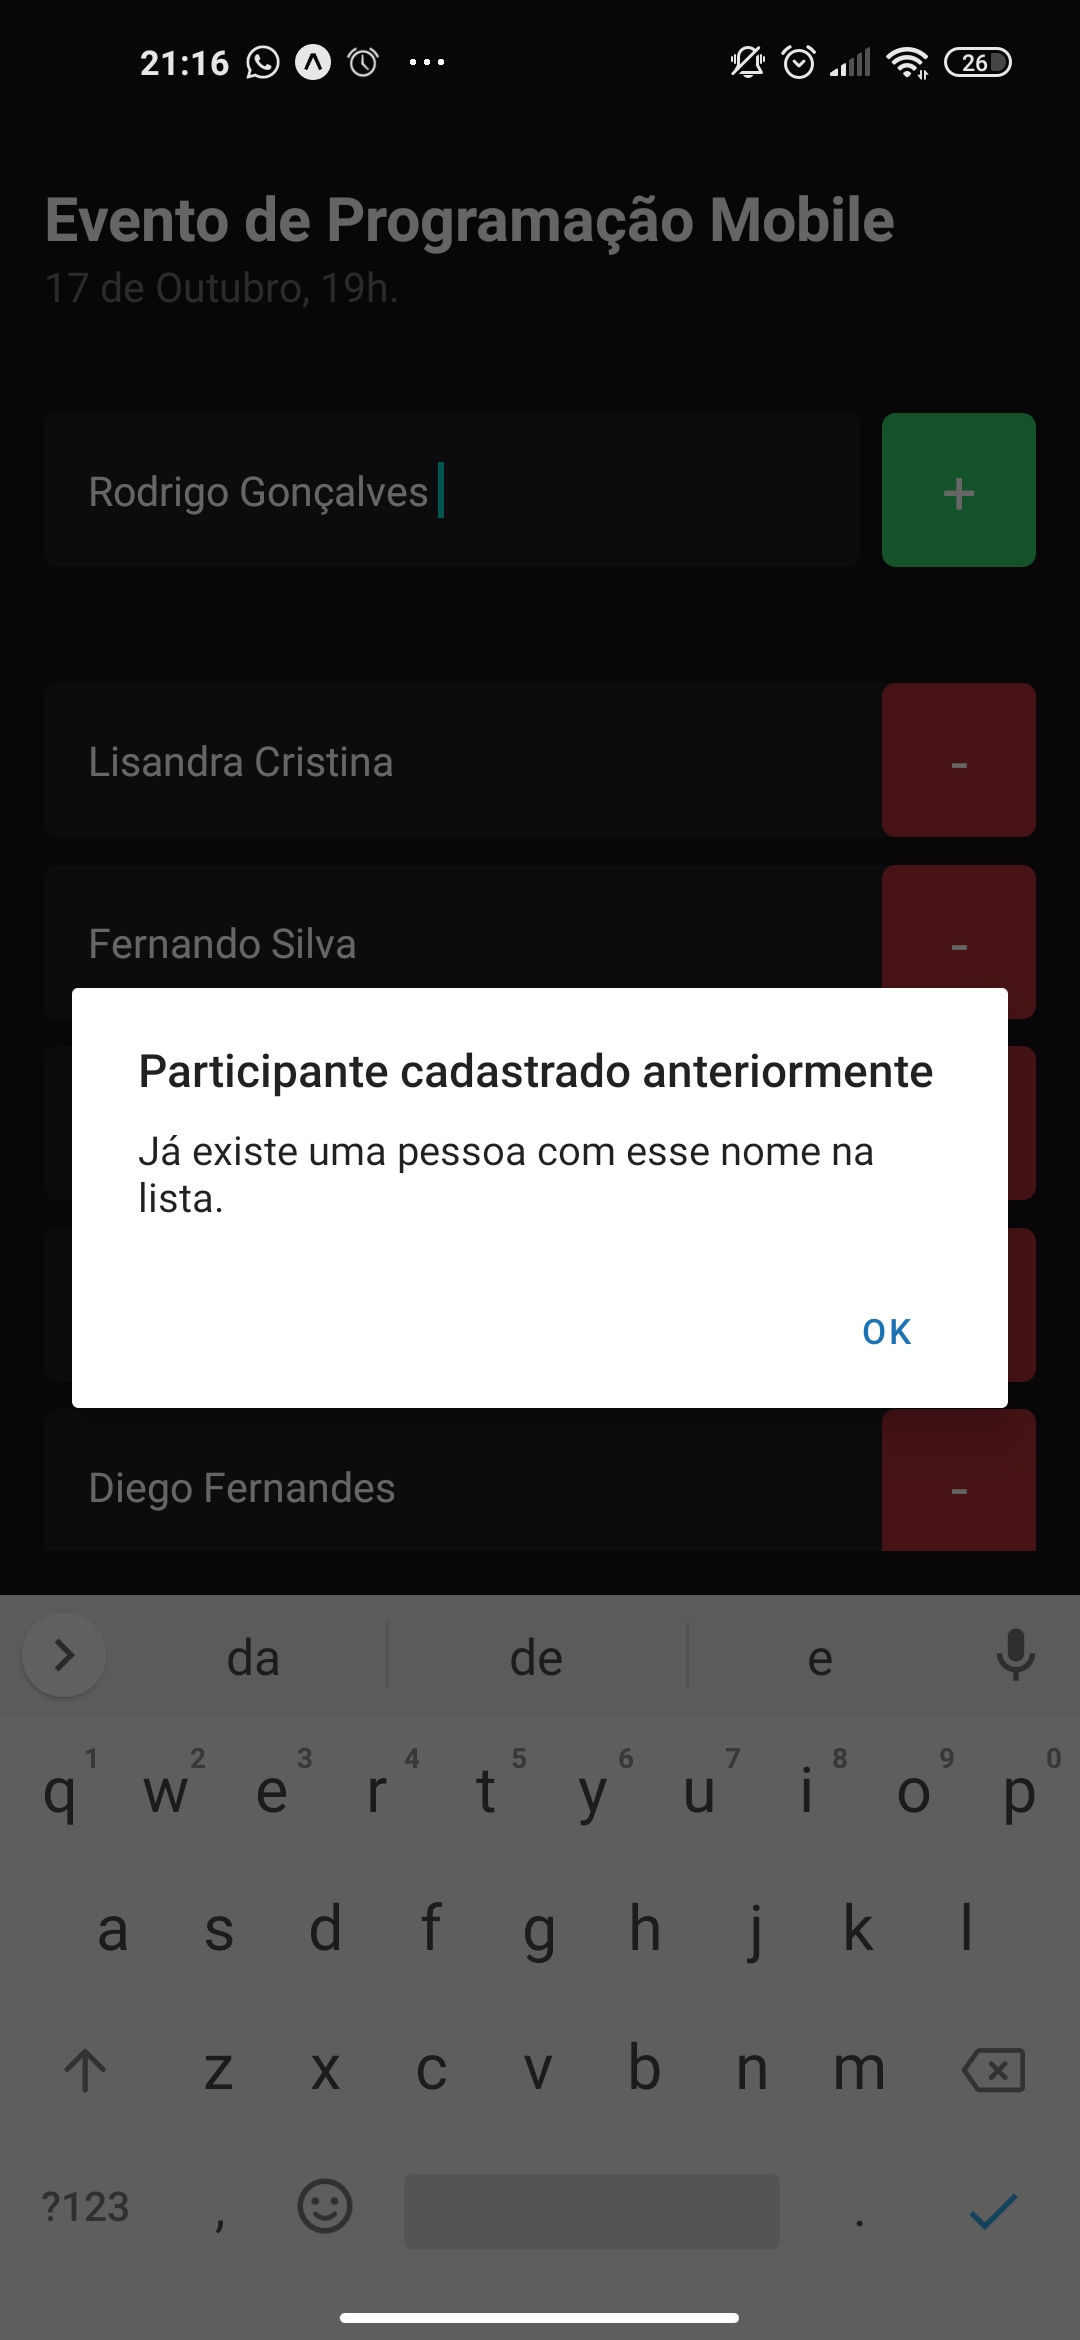 21:16
26
Evento de Programação Mobile
17 de Outubro, 19h.
Rodrigo Gonçalves
+
Lisandra Cristina
-
Fernando Silva
-
Participante cadastrado anteriormente
Já existe uma pessoa com esse nome na
lista.
OK
Diego Fernandes
-
da de e
1 2 3 4 5 6 7 8 9 0
q w e r t y u i o p
a s d f g h j k l
z x c v b n m
?123 , .